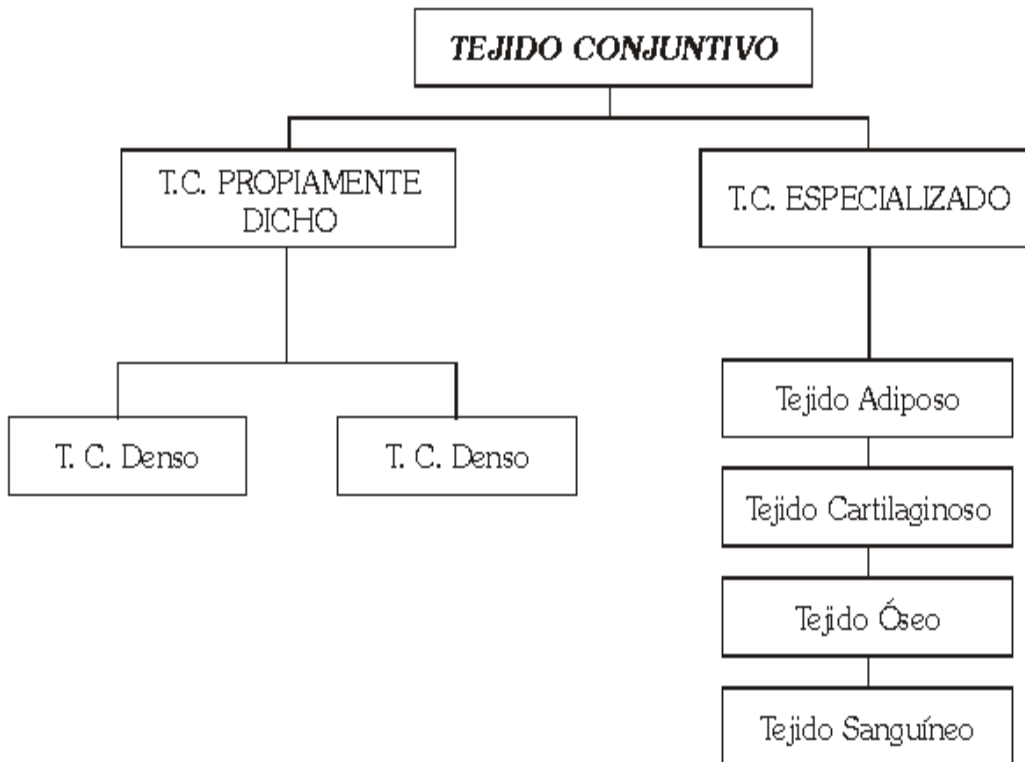 TEJIDO CONJUNTIVO
T.C. PROPIAMENTE
DICHO
T.C. ESPECIALIZADO
T. C. Denso
T. C. Denso
Tejido Adiposo
Tejido Cartilaginoso
Tejido Óseo
Tejido Sanguíneo